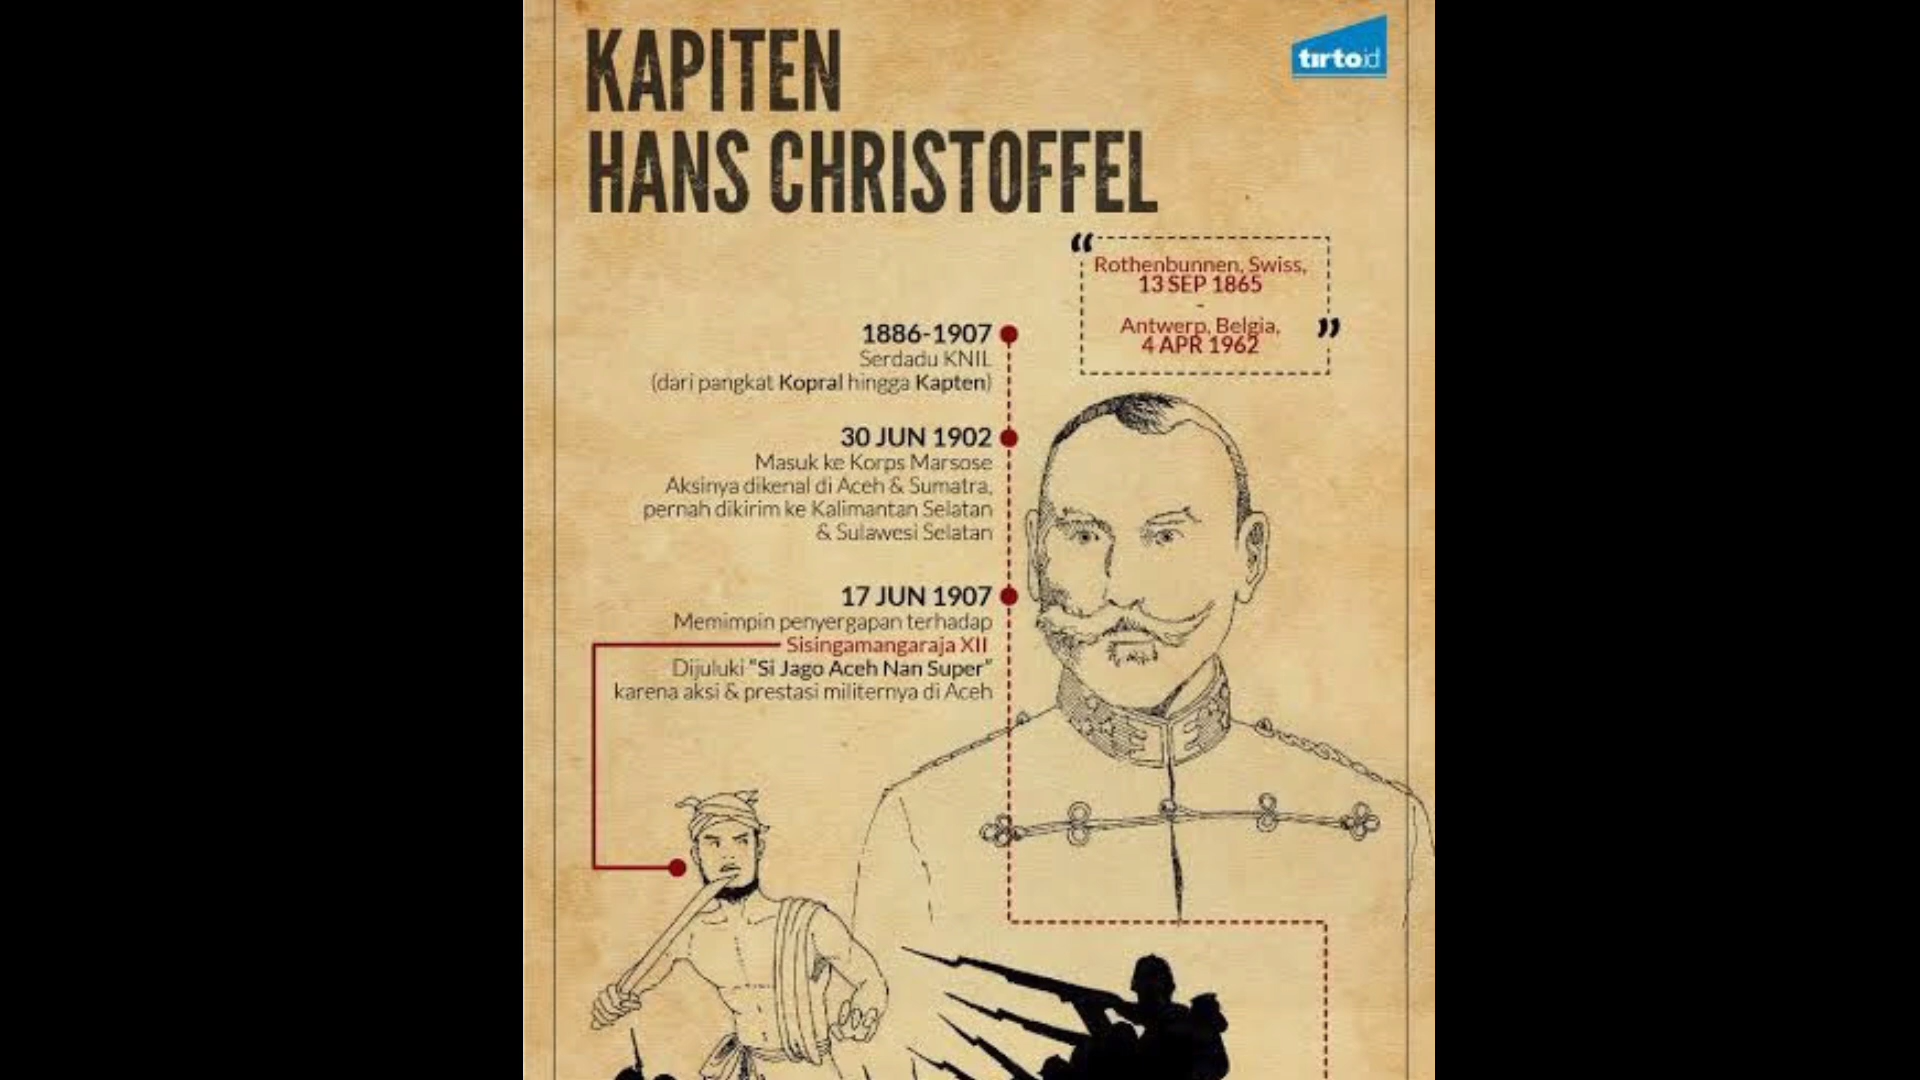 KAPITEN
HANS CHRISTOFFEL
tirto.id
“
Rothenbunnen, Swiss,
13 SEP 1865
-
Antwerp, Belgia,
4 APR 1962
”
1886-1907
Serdadu KNIL
(dari pangkat Kopral hingga Kapten)
30 JUN 1902
Masuk ke Korps Marsose
Aksinya dikenal di Aceh & Sumatra,
pernah dikirim ke Kalimantan Selatan
& Sulawesi Selatan
17 JUN 1907
Memimpin penyergapan terhadap
Sisingamangaraja XII
Dijuluki “Si Jago Aceh Nan Super”
karena aksi & prestasi militernya di Aceh